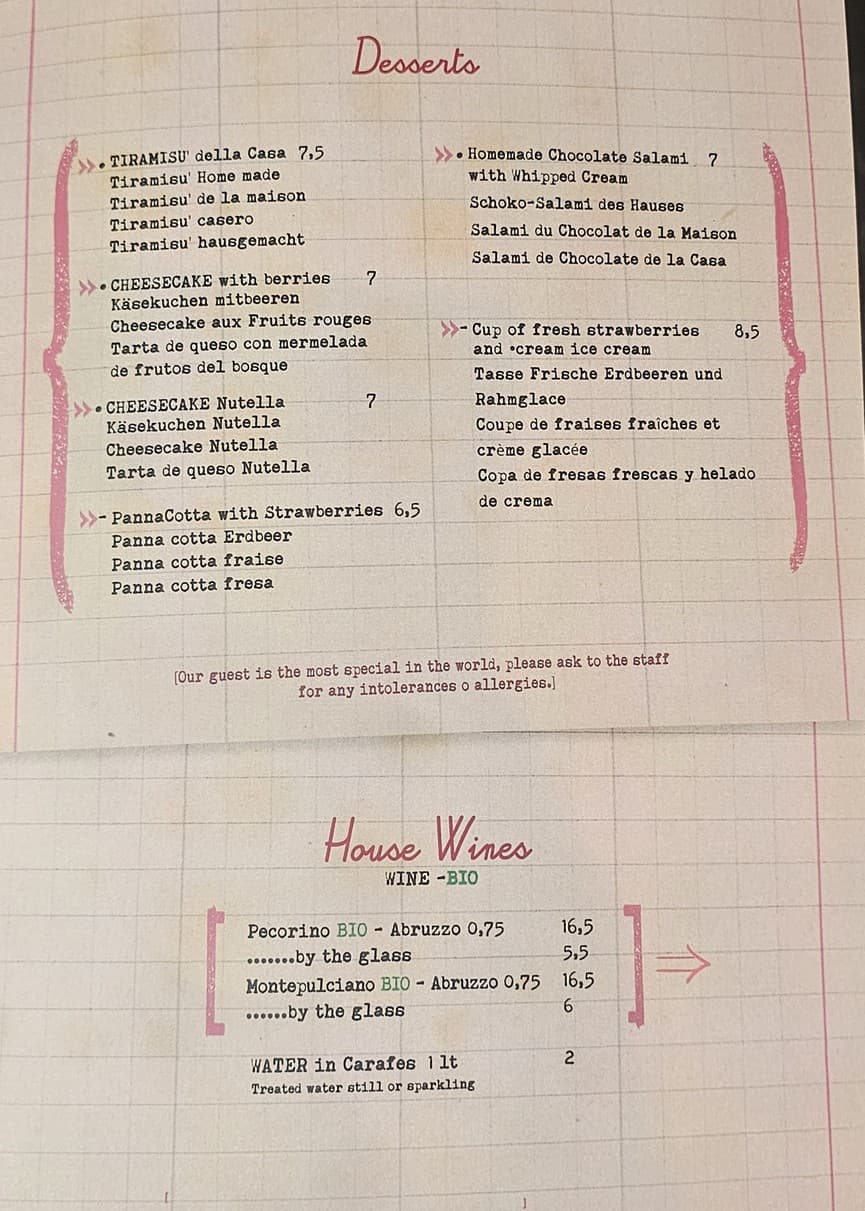 Desserts
• TIRAMISU' della Casa 7,5
Tiramisu' Home made
Tiramisu' de la maison
Tiramisu' casero
Tiramisu' hausgemacht
• CHEESECAKE with berries 7
Käsekuchen mitbeeren
Cheesecake aux Fruits rouges
Tarta de queso con mermelada
de frutos del bosque
• CHEESECAKE Nutella 7
Käsekuchen Nutella
Cheesecake Nutella
Tarta de queso Nutella
- PannaCotta with Strawberries 6,5
Panna cotta Erdbeer
Panna cotta fraise
Panna cotta fresa
• Homemade Chocolate Salami 7
with Whipped Cream
Schoko-Salami des Hauses
Salami du Chocolat de la Maison
Salami de Chocolate de la Casa
- Cup of fresh strawberries 8,5
and •cream ice cream
Tasse Frische Erdbeeren und
Rahmglace
Coupe de fraises fraîches et
crème glacée
Copa de fresas frescas y helado
de crema
[Our guest is the most special in the world, please ask to the staff
for any intolerances o allergies.]
House Wines
WINE -BIO
Pecorino BIO - Abruzzo 0,75 16,5
.......by the glass 5,5
Montepulciano BIO - Abruzzo 0,75 16,5
......by the glass 6
WATER in Carafes 1 lt 2
Treated water still or sparkling